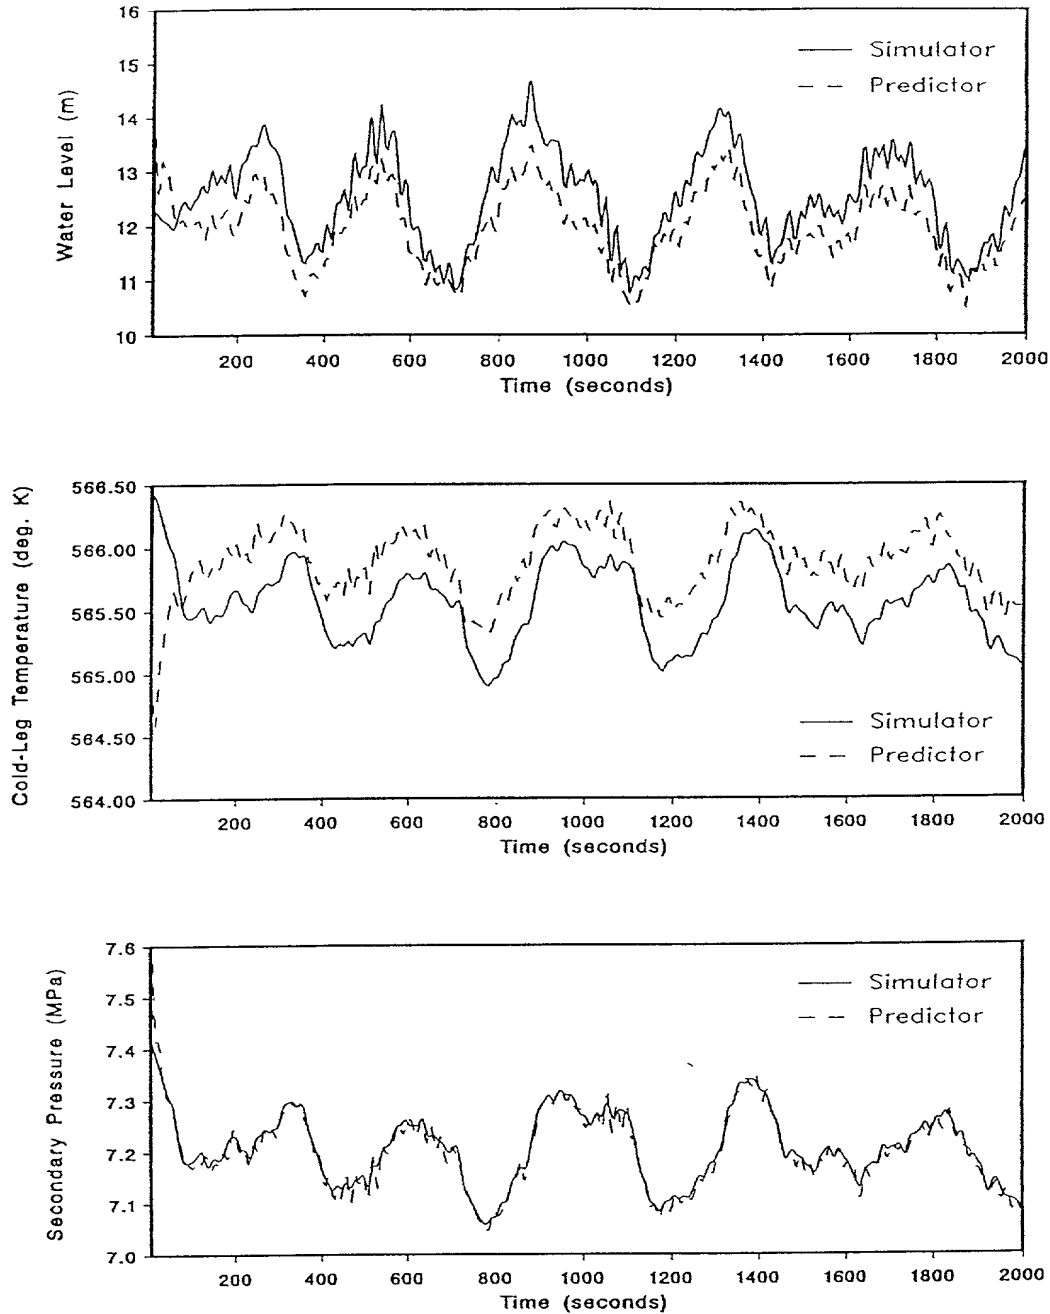 16
15
14
13
12
11
10
Water Level (m)
Simulator
Predictor
200 400 600 800 1000 1200 1400 1600 1800 2000
Time (seconds)
566.50
566.00
565.50
565.00
564.50
564.00
Cold-Leg Temperature (deg. K)
Simulator
Predictor
200 400 600 800 1000 1200 1400 1600 1800 2000
Time (seconds)
7.6
7.5
7.4
7.3
7.2
7.1
7.0
Secondary Pressure (MPa)
Simulator
Predictor
200 400 600 800 1000 1200 1400 1600 1800 2000
Time (seconds)